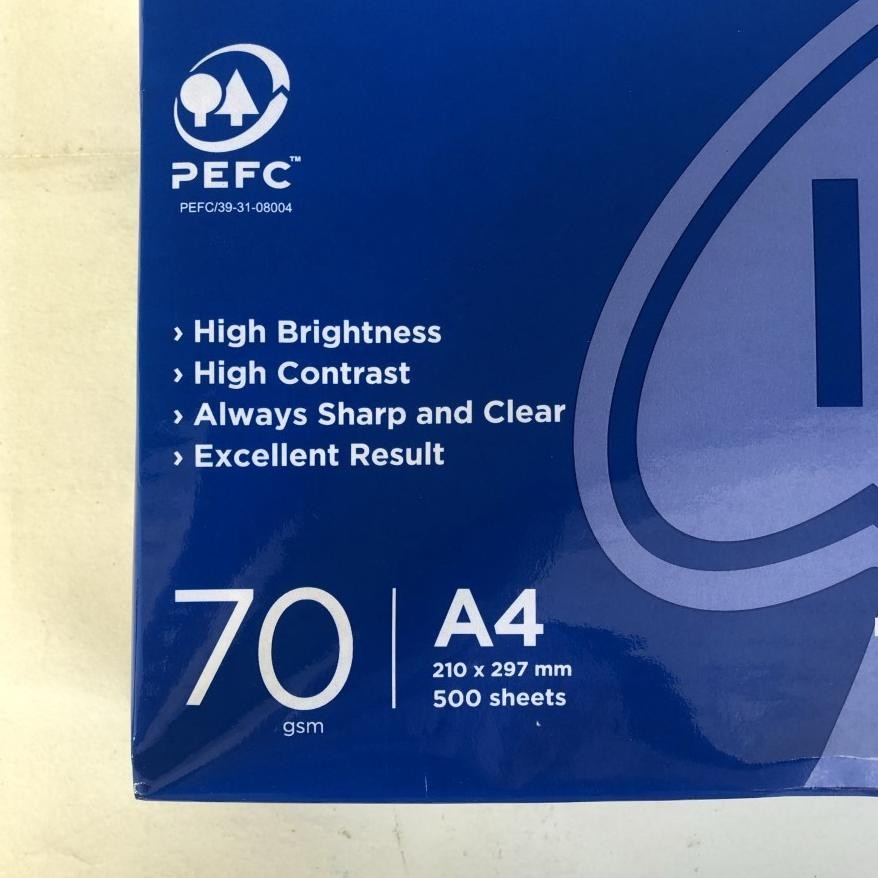 PEFC™
PEFC/39-31-08004
› High Brightness
› High Contrast
› Always Sharp and Clear
› Excellent Result
70
gsm
A4
210 x 297 mm
500 sheets